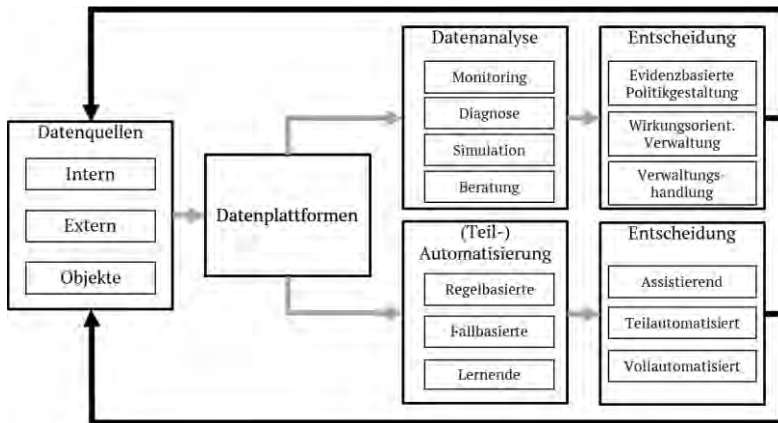 Datenquellen
Intern
Extern
Objekte
Datenplattformen
Datenanalyse
Monitoring
Diagnose
Simulation
Beratung
Entscheidung
Evidenzbasierte
Politikgestaltung
Wirkungsorient.
Verwaltung
Verwaltungs-
handlung
(Teil-)
Automatisierung
Regelbasierte
Fallbasierte
Lernende
Entscheidung
Assistierend
Teilautomatisiert
Vollautomatisiert